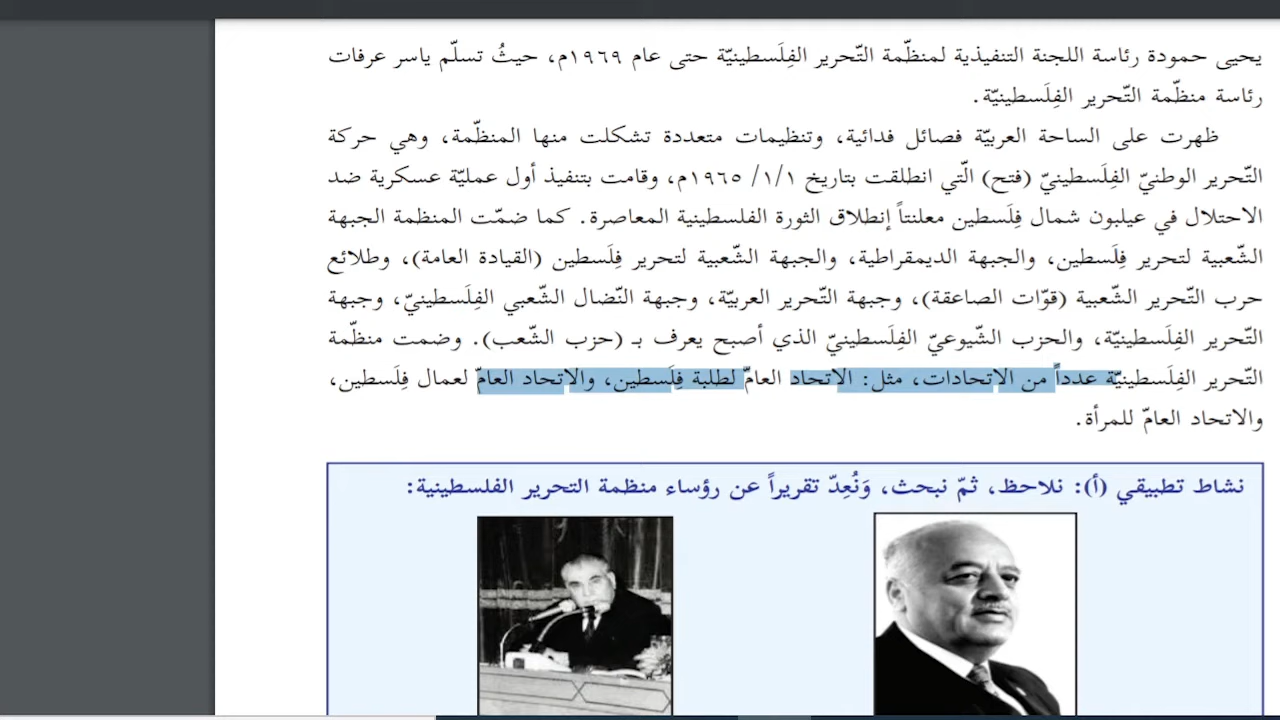 يحيى حمودة رئاسة اللجنة التنفيذية لمنظّمة التّحرير الفِلَسطينيّة حتى عام ١٩٦٩م، حيثُ تسلّم ياسر عرفات
رئاسة منظّمة التّحرير الفِلَسطينيّة.
ظهرت على الساحة العربيّة فصائل فدائية، وتنظيمات متعددة تشكلت منها المنظّمة، وهي حركة
التّحرير الوطنيّ الفِلَسطينيّ (فتح) الّتي انطلقت بتاريخ ١/١/ ١٩٦٥م، وقامت بتنفيذ أول عمليّة عسكرية ضد
الاحتلال في عيلبون شمال فِلَسطين معلنتاً إنطلاق الثورة الفلسطينية المعاصرة. كما ضمّت المنظمة الجبهة
الشّعبية لتحرير فِلَسطين، والجبهة الديمقراطية، والجبهة الشّعبية لتحرير فِلَسطين (القيادة العامة)، وطلائع
حرب التّحرير الشّعبية (قوّات الصاعقة)، وجبهة التّحرير العربيّة، وجبهة النّضال الشّعبي الفِلَسطينيّ، وجبهة
التّحرير الفِلَسطينيّة، والحزب الشّيوعيّ الفِلَسطينيّ الذي أصبح يعرف بـ (حزب الشّعب). وضمت منظّمة
التّحرير الفِلَسطينيّة عدداً من الاتحادات، مثل: الاتحاد العامّ لطلبة فِلَسطين، والاتحاد العامّ لعمال فِلَسطين،
والاتحاد العامّ للمرأة.
نشاط تطبيقي (أ): نلاحظ، ثمّ نبحث، وَنُعِدّ تقريراً عن رؤساء منظمة التحرير الفلسطينية: